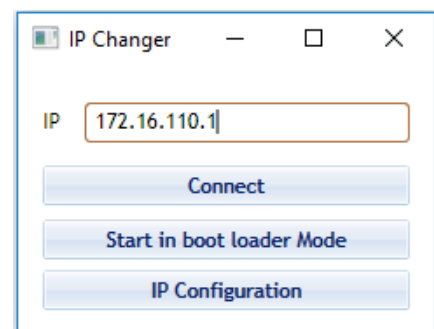 IP Changer
IP 172.16.110.1
Connect
Start in boot loader Mode
IP Configuration